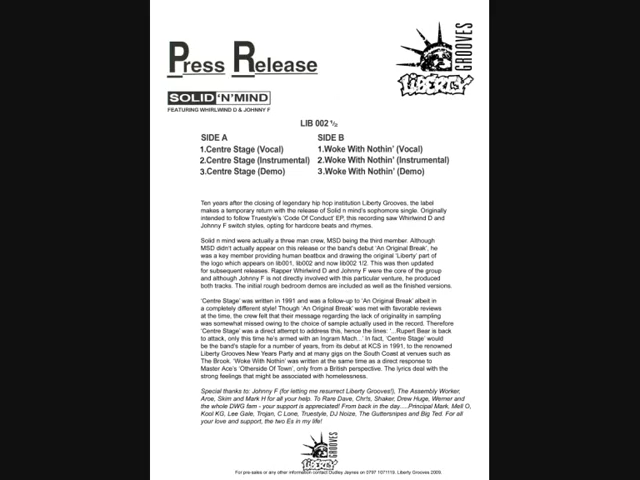 Press Release
LIBERTY GROOVES
SOLID 'N' MIND
FEATURING WHIRLWIND D & JOHNNY F
LIB 002 ½
SIDE A SIDE B
1.Centre Stage (Vocal) 1.Woke With Nothin' (Vocal)
2.Centre Stage (Instrumental) 2.Woke With Nothin' (Instrumental)
3.Centre Stage (Demo) 3.Woke With Nothin' (Demo)
Ten years after the closing of legendary hip hop institution Liberty Grooves, the label
makes a temporary return with the release of Solid n mind's sophomore single. Originally
intended to follow Truestyle's 'Code Of Conduct' EP, this recording saw Whirlwind D and
Johnny F switch styles, opting for hardcore beats and rhymes.
Solid n mind were actually a three man crew, MSD being the third member. Although
MSD didn't actually appear on this release or the band's debut 'An Original Break', he
was a key member providing human beatbox and drawing the original 'Liberty' part of
the logo which appears on lib001, lib002 and now lib002 1/2. This was then updated
for subsequent releases. Rapper Whirlwind D and Johnny F were the core of the group
and although Johnny F is not directly involved with this particular venture, he produced
both tracks. The initial rough bedroom demos are included as well as the finished versions.
'Centre Stage' was written in 1991 and was a follow-up to 'An Original Break' albeit in
a completely different style! Though 'An Original Break' was met with favorable reviews
at the time, the crew felt that their message regarding the lack of originality in sampling
was somewhat missed owing to the choice of sample actually used in the record. Therefore
'Centre Stage' was a direct attempt to address this, hence the lines: '...Rupert Bear is back
to attack, only this time he's armed with an Ingram Mach...' In fact, 'Centre Stage' would
be the band's staple for a number of years, from its debut at KCS in 1991, to the renowned
Liberty Grooves New Years Party and at many gigs on the South Coast at venues such as
The Brook. 'Woke With Nothin' was written at the same time as a direct response to
Master Ace's 'Otherside Of Town', only from a British perspective. The lyrics deal with the
strong feelings that might be associated with homelessness.
Special thanks to: Johnny F (for letting me resurrect Liberty Grooves!), The Assembly Worker,
Aroe, Skim and Mark H for all your help. To Rare Dave, Chris, Shaker, Drew Huge, Werner and
the whole DWG fam - your support is appreciated! From back in the day.....Principal Mark, Mell O,
Kool KG, Lee Gale, Trojan, C Lone, Truestyle, DJ Noize, The Guttersnipes and Big Ted. For all
your love and support, the two Es in my life!
LIBERTY GROOVES
For pre-sales or any other information contact Dudley Jaynes on 0797 1071119. Liberty Grooves 2009.